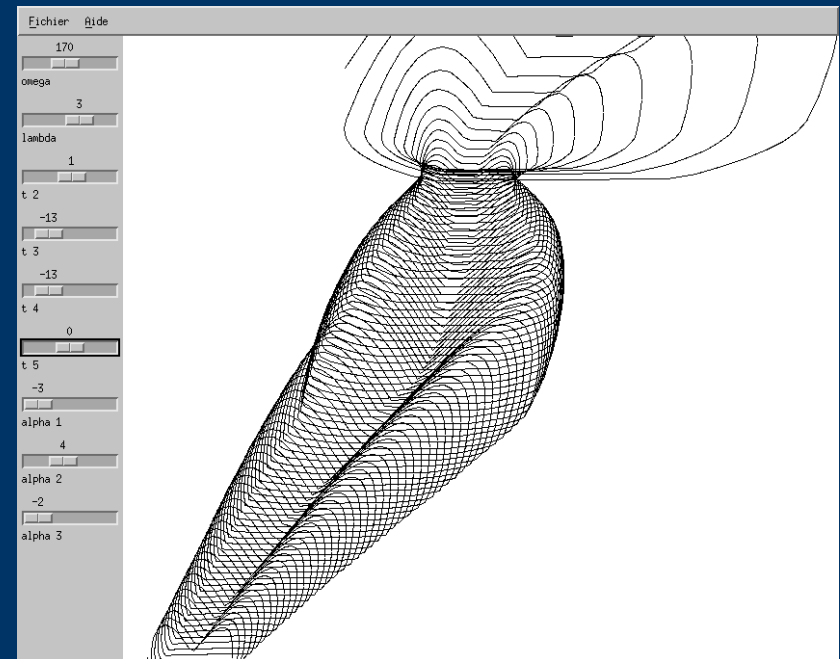 Fichier Aide
170
omega
3
lambda
1
t 2
-13
t 3
-13
t 4
0
t 5
-3
alpha 1
4
alpha 2
-2
alpha 3